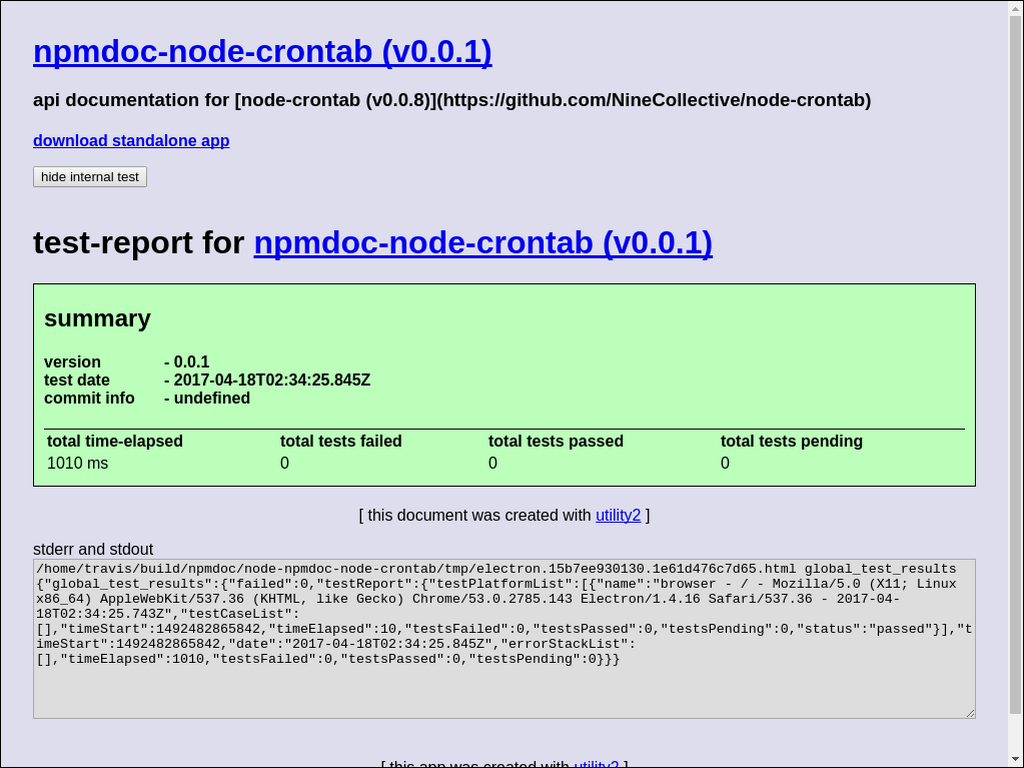 npmdoc-node-crontab (v0.0.1)
api documentation for [node-crontab (v0.0.8)](https://github.com/NineCollective/node-crontab)
download standalone app
hide internal test
test-report for npmdoc-node-crontab (v0.0.1)
summary
version - 0.0.1
test date - 2017-04-18T02:34:25.845Z
commit info - undefined
total time-elapsed total tests failed total tests passed total tests pending
1010 ms 0 0 0
[ this document was created with utility2 ]
stderr and stdout
/home/travis/build/npmdoc/node-npmdoc-node-crontab/tmp/electron.15b7ee930130.1e61d476c7d65.html global_test_results
{"global_test_results":{"failed":0,"testReport":{"testPlatformList":[{"name":"browser - / - Mozilla/5.0 (X11; Linux
x86_64) AppleWebKit/537.36 (KHTML, like Gecko) Chrome/53.0.2785.143 Electron/1.4.16 Safari/537.36 - 2017-04-
18T02:34:25.743Z","testCaseList":
[],"timeStart":1492482865842,"timeElapsed":10,"testsFailed":0,"testsPassed":0,"testsPending":0,"status":"passed"}],"t
imeStart":1492482865842,"date":"2017-04-18T02:34:25.845Z","errorStackList":
[],"timeElapsed":1010,"testsFailed":0,"testsPassed":0,"testsPending":0}}}
[ this app was created with utility2 ]